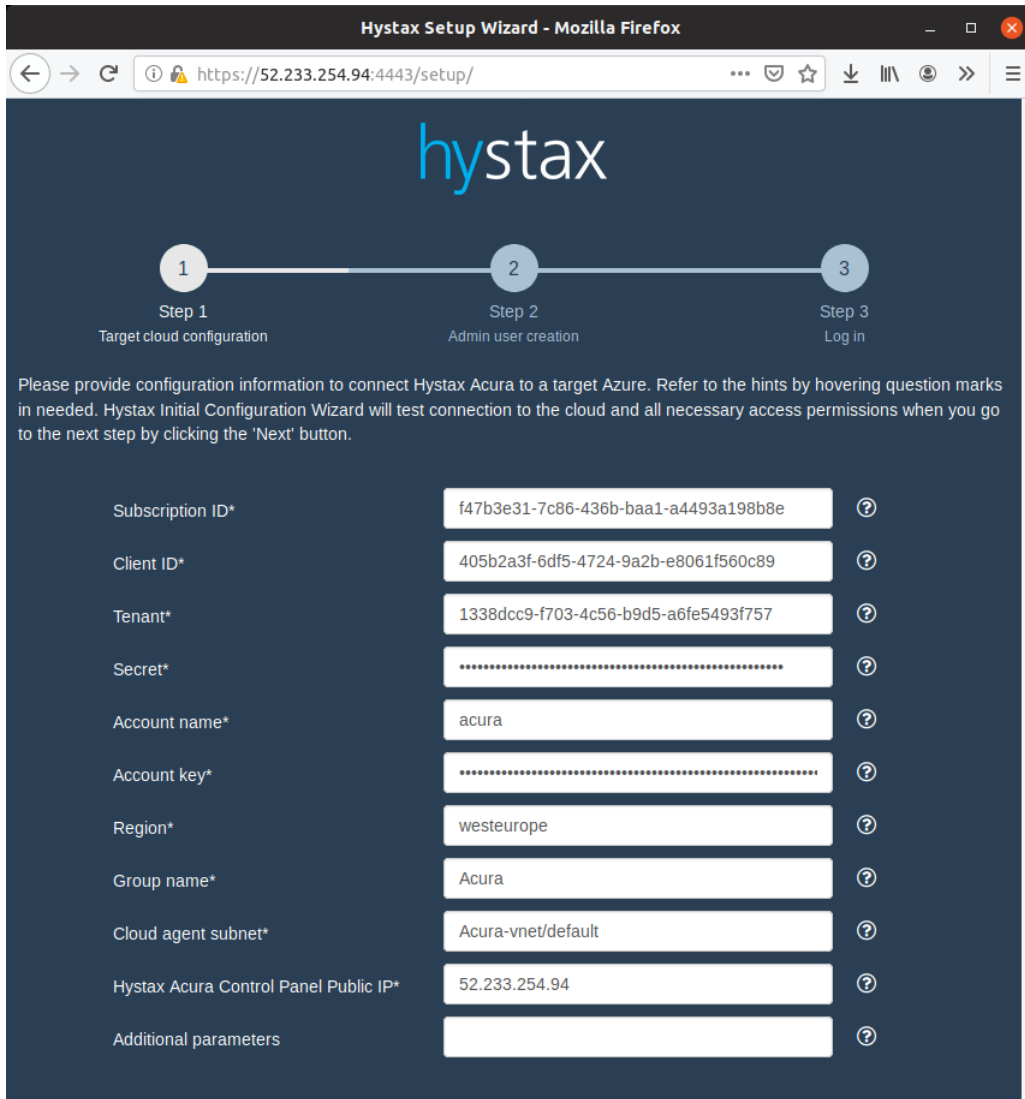 Hystax Setup Wizard - Mozilla Firefox
https://52.233.254.94:4443/setup/
hystax
1 2 3
Step 1 Step 2 Step 3
Target cloud configuration Admin user creation Log in
Please provide configuration information to connect Hystax Acura to a target Azure. Refer to the hints by hovering question marks
in needed. Hystax Initial Configuration Wizard will test connection to the cloud and all necessary access permissions when you go
to the next step by clicking the 'Next' button.
Subscription ID* f47b3e31-7c86-436b-baa1-a4493a198b8e
Client ID* 405b2a3f-6df5-4724-9a2b-e8061f560c89
Tenant* 1338dcc9-f703-4c56-b9d5-a6fe5493f757
Secret*
Account name* acura
Account key*
Region* westeurope
Group name* Acura
Cloud agent subnet* Acura-vnet/default
Hystax Acura Control Panel Public IP* 52.233.254.94
Additional parameters